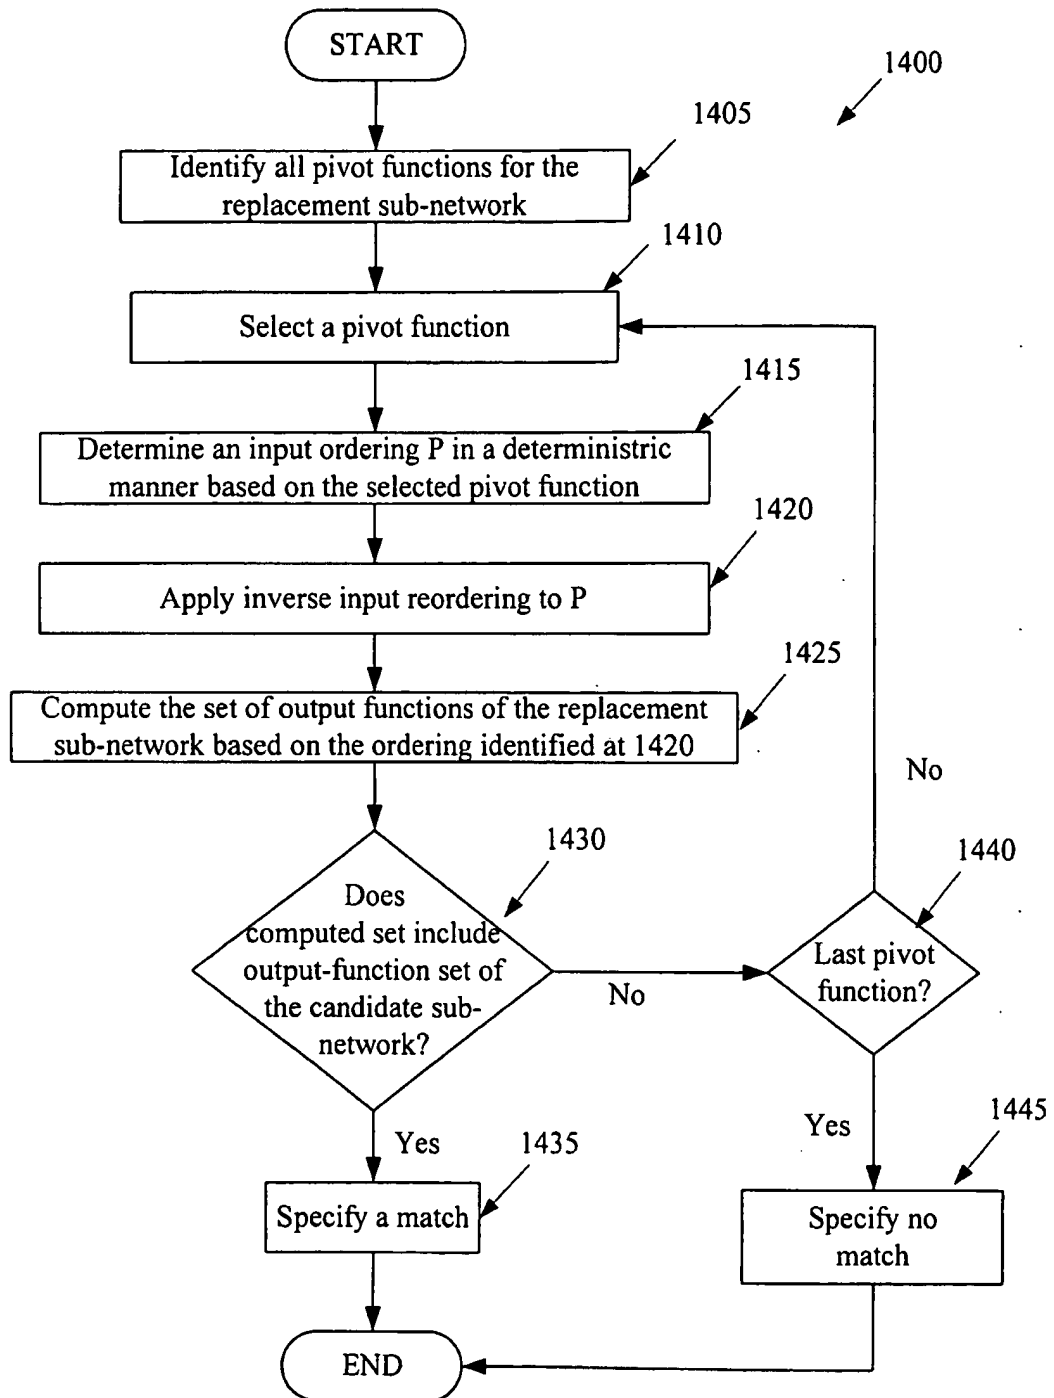 START
1400
1405
Identify all pivot functions for the
replacement sub-network
1410
Select a pivot function
1415
Determine an input ordering P in a deterministric
manner based on the selected pivot function
1420
Apply inverse input reordering to P
1425
Compute the set of output functions of the replacement
sub-network based on the ordering identified at 1420
No
1430
Does
computed set include
output-function set of
the candidate sub-
network?
No
1440
Last pivot
function?
Yes
1435
Specify a match
Yes
1445
Specify no
match
END